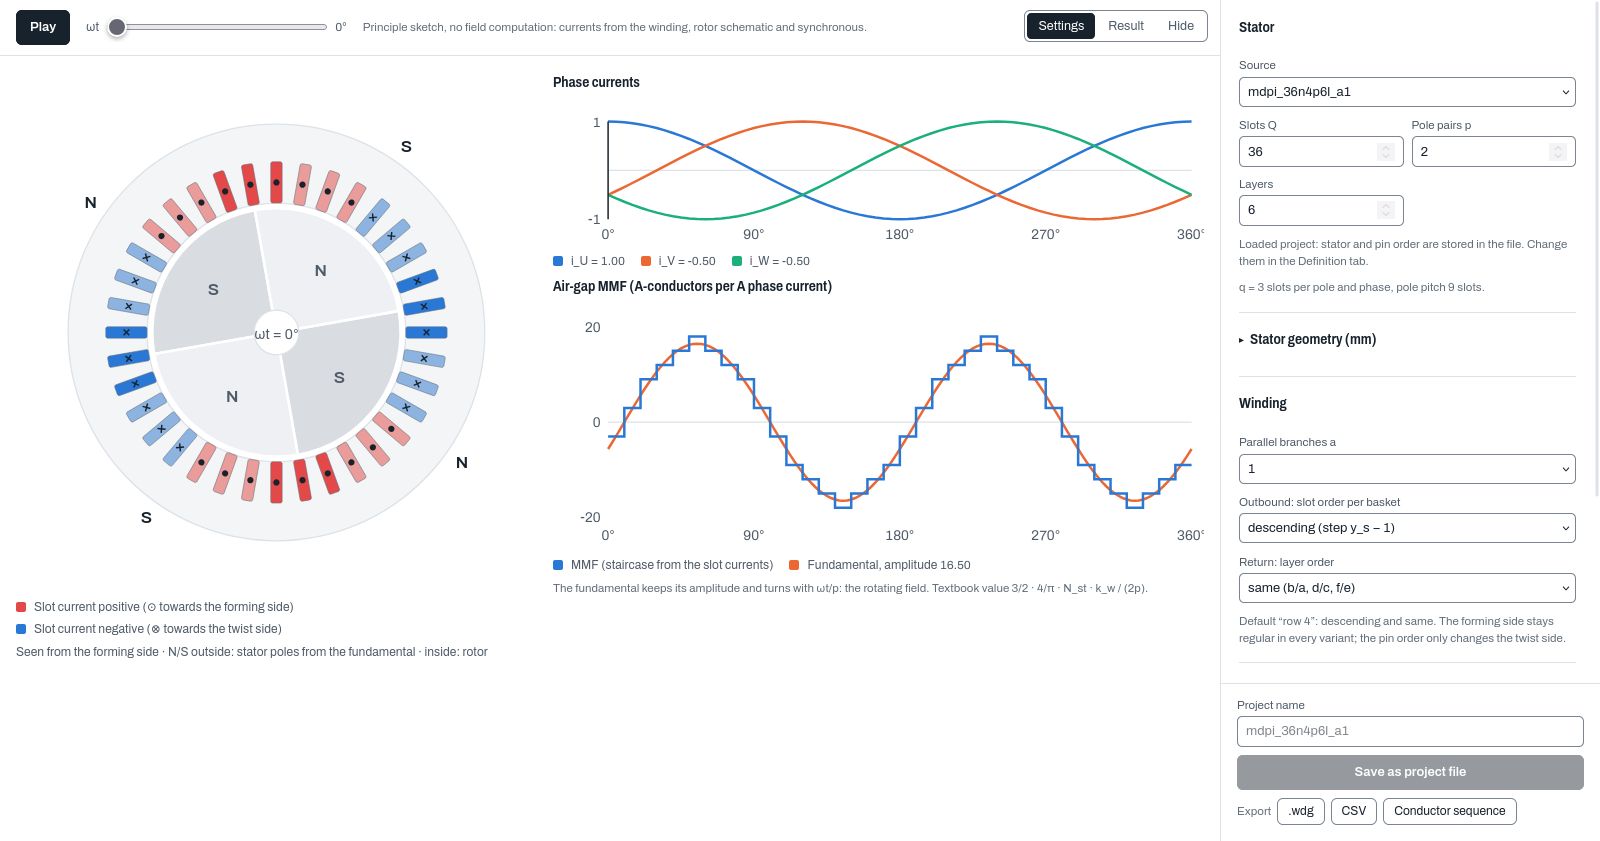 Play
ωt
0°
Principle sketch, no field computation: currents from the winding, rotor schematic and synchronous.
Settings
Result
Hide
S
N
N
S
N
S
S
N
ωt = 0°
Slot current positive (⊙ towards the forming side)
Slot current negative (⊗ towards the twist side)
Seen from the forming side · N/S outside: stator poles from the fundamental · inside: rotor
Phase currents
1
-1
0°
90°
180°
270°
360°
i_U = 1.00
i_V = -0.50
i_W = -0.50
Air-gap MMF (A-conductors per A phase current)
20
0
-20
0°
90°
180°
270°
360°
MMF (staircase from the slot currents)
Fundamental, amplitude 16.50
The fundamental keeps its amplitude and turns with ωt/p: the rotating field. Textbook value 3/2 · 4/π · N_st · k_w / (2p).
Stator
Source
mdpi_36n4p6l_a1
Slots Q
Pole pairs p
36
2
Layers
6
Loaded project: stator and pin order are stored in the file. Change
them in the Definition tab.
q = 3 slots per pole and phase, pole pitch 9 slots.
▸ Stator geometry (mm)
Winding
Parallel branches a
1
Outbound: slot order per basket
descending (step y_s − 1)
Return: layer order
same (b/a, d/c, f/e)
Default “row 4”: descending and same. The forming side stays
regular in every variant; the pin order only changes the twist side.
Project name
mdpi_36n4p6l_a1
Save as project file
Export
.wdg
CSV
Conductor sequence